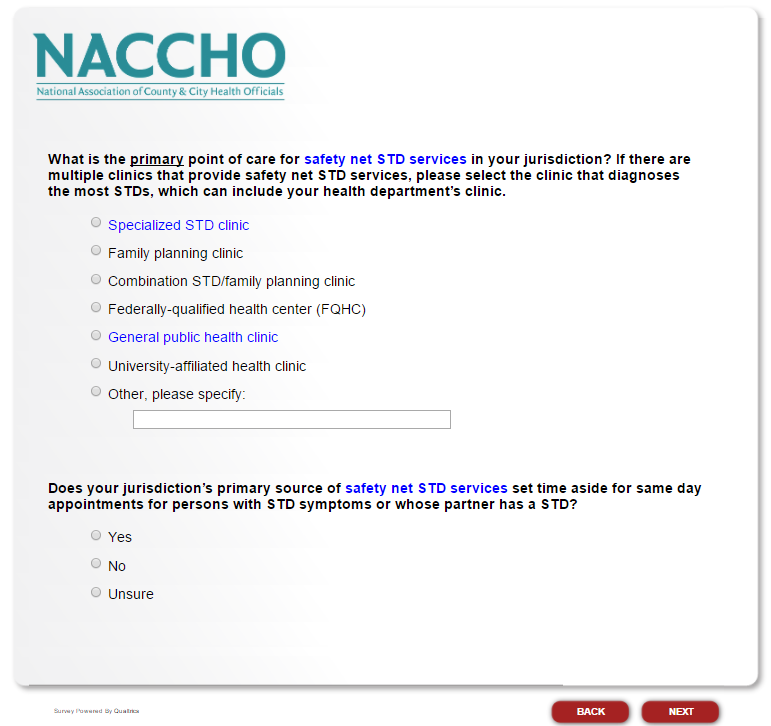 NACCHO
National Association of County & City Health Officials
What is the primary point of care for safety net STD services in your jurisdiction? If there are
multiple clinics that provide safety net STD services, please select the clinic that diagnoses
the most STDs, which can include your health department’s clinic.
Specialized STD clinic
Family planning clinic
Combination STD/family planning clinic
Federally-qualified health center (FQHC)
General public health clinic
University-affiliated health clinic
Other, please specify:
Does your jurisdiction’s primary source of safety net STD services set time aside for same day
appointments for persons with STD symptoms or whose partner has a STD?
Yes
No
Unsure
Survey Powered By Qualtrics
BACK
NEXT